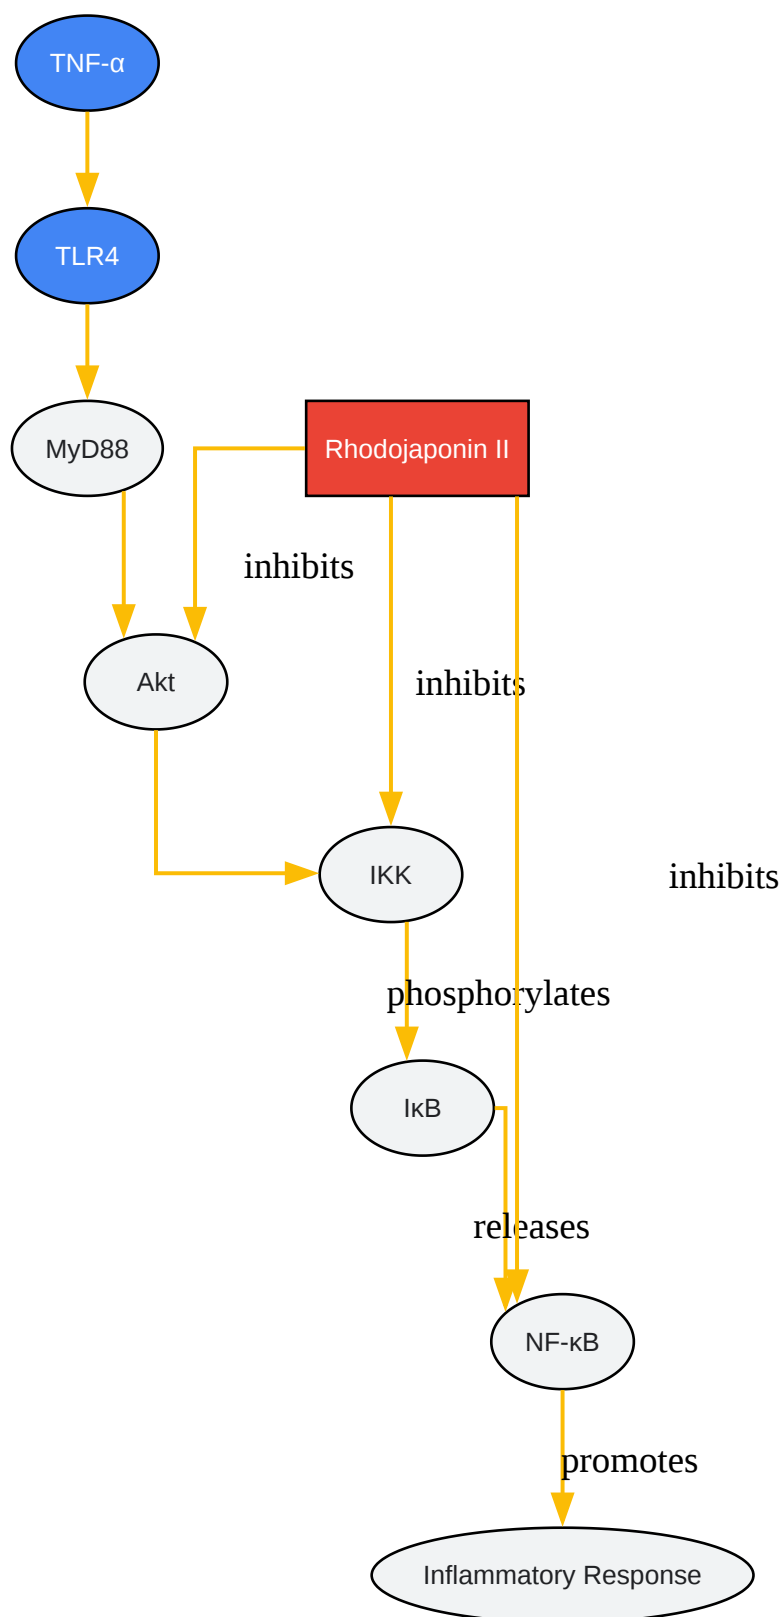 TNF-α
TLR4
MyD88
Rhodojaponin II
inhibits
Akt
inhibits
IKK
inhibits
phosphorylates
IκB
releases
NF-κB
promotes
Inflammatory Response